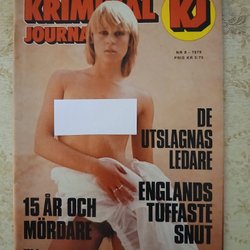 KRIMINAL
JOURNAL
KJ
NR 8 - 1978
PRIS KR 5:75
DE
UTSLAGNAS
LEDARE
15 ÅR OCH
MÖRDARE
ENGLANDS
TUFFASTE
SNUT